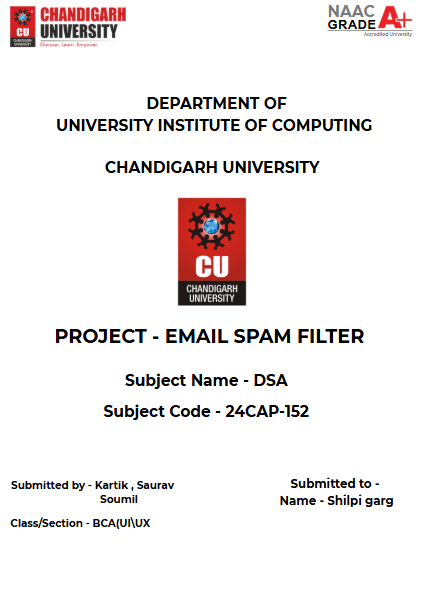 CHANDIGARH
UNIVERSITY
Discover. Learn. Empower.
CU
CHANDIGARH
UNIVERSITY
NAAC
GRADE A+
Accredited University
DEPARTMENT OF
UNIVERSITY INSTITUTE OF COMPUTING
CHANDIGARH UNIVERSITY
CU
CHANDIGARH
UNIVERSITY
PROJECT - EMAIL SPAM FILTER
Subject Name - DSA
Subject Code - 24CAP-152
Submitted by - Kartik , Saurav
Soumil
Class/Section - BCA(UI\UX
Submitted to -
Name - Shilpi garg